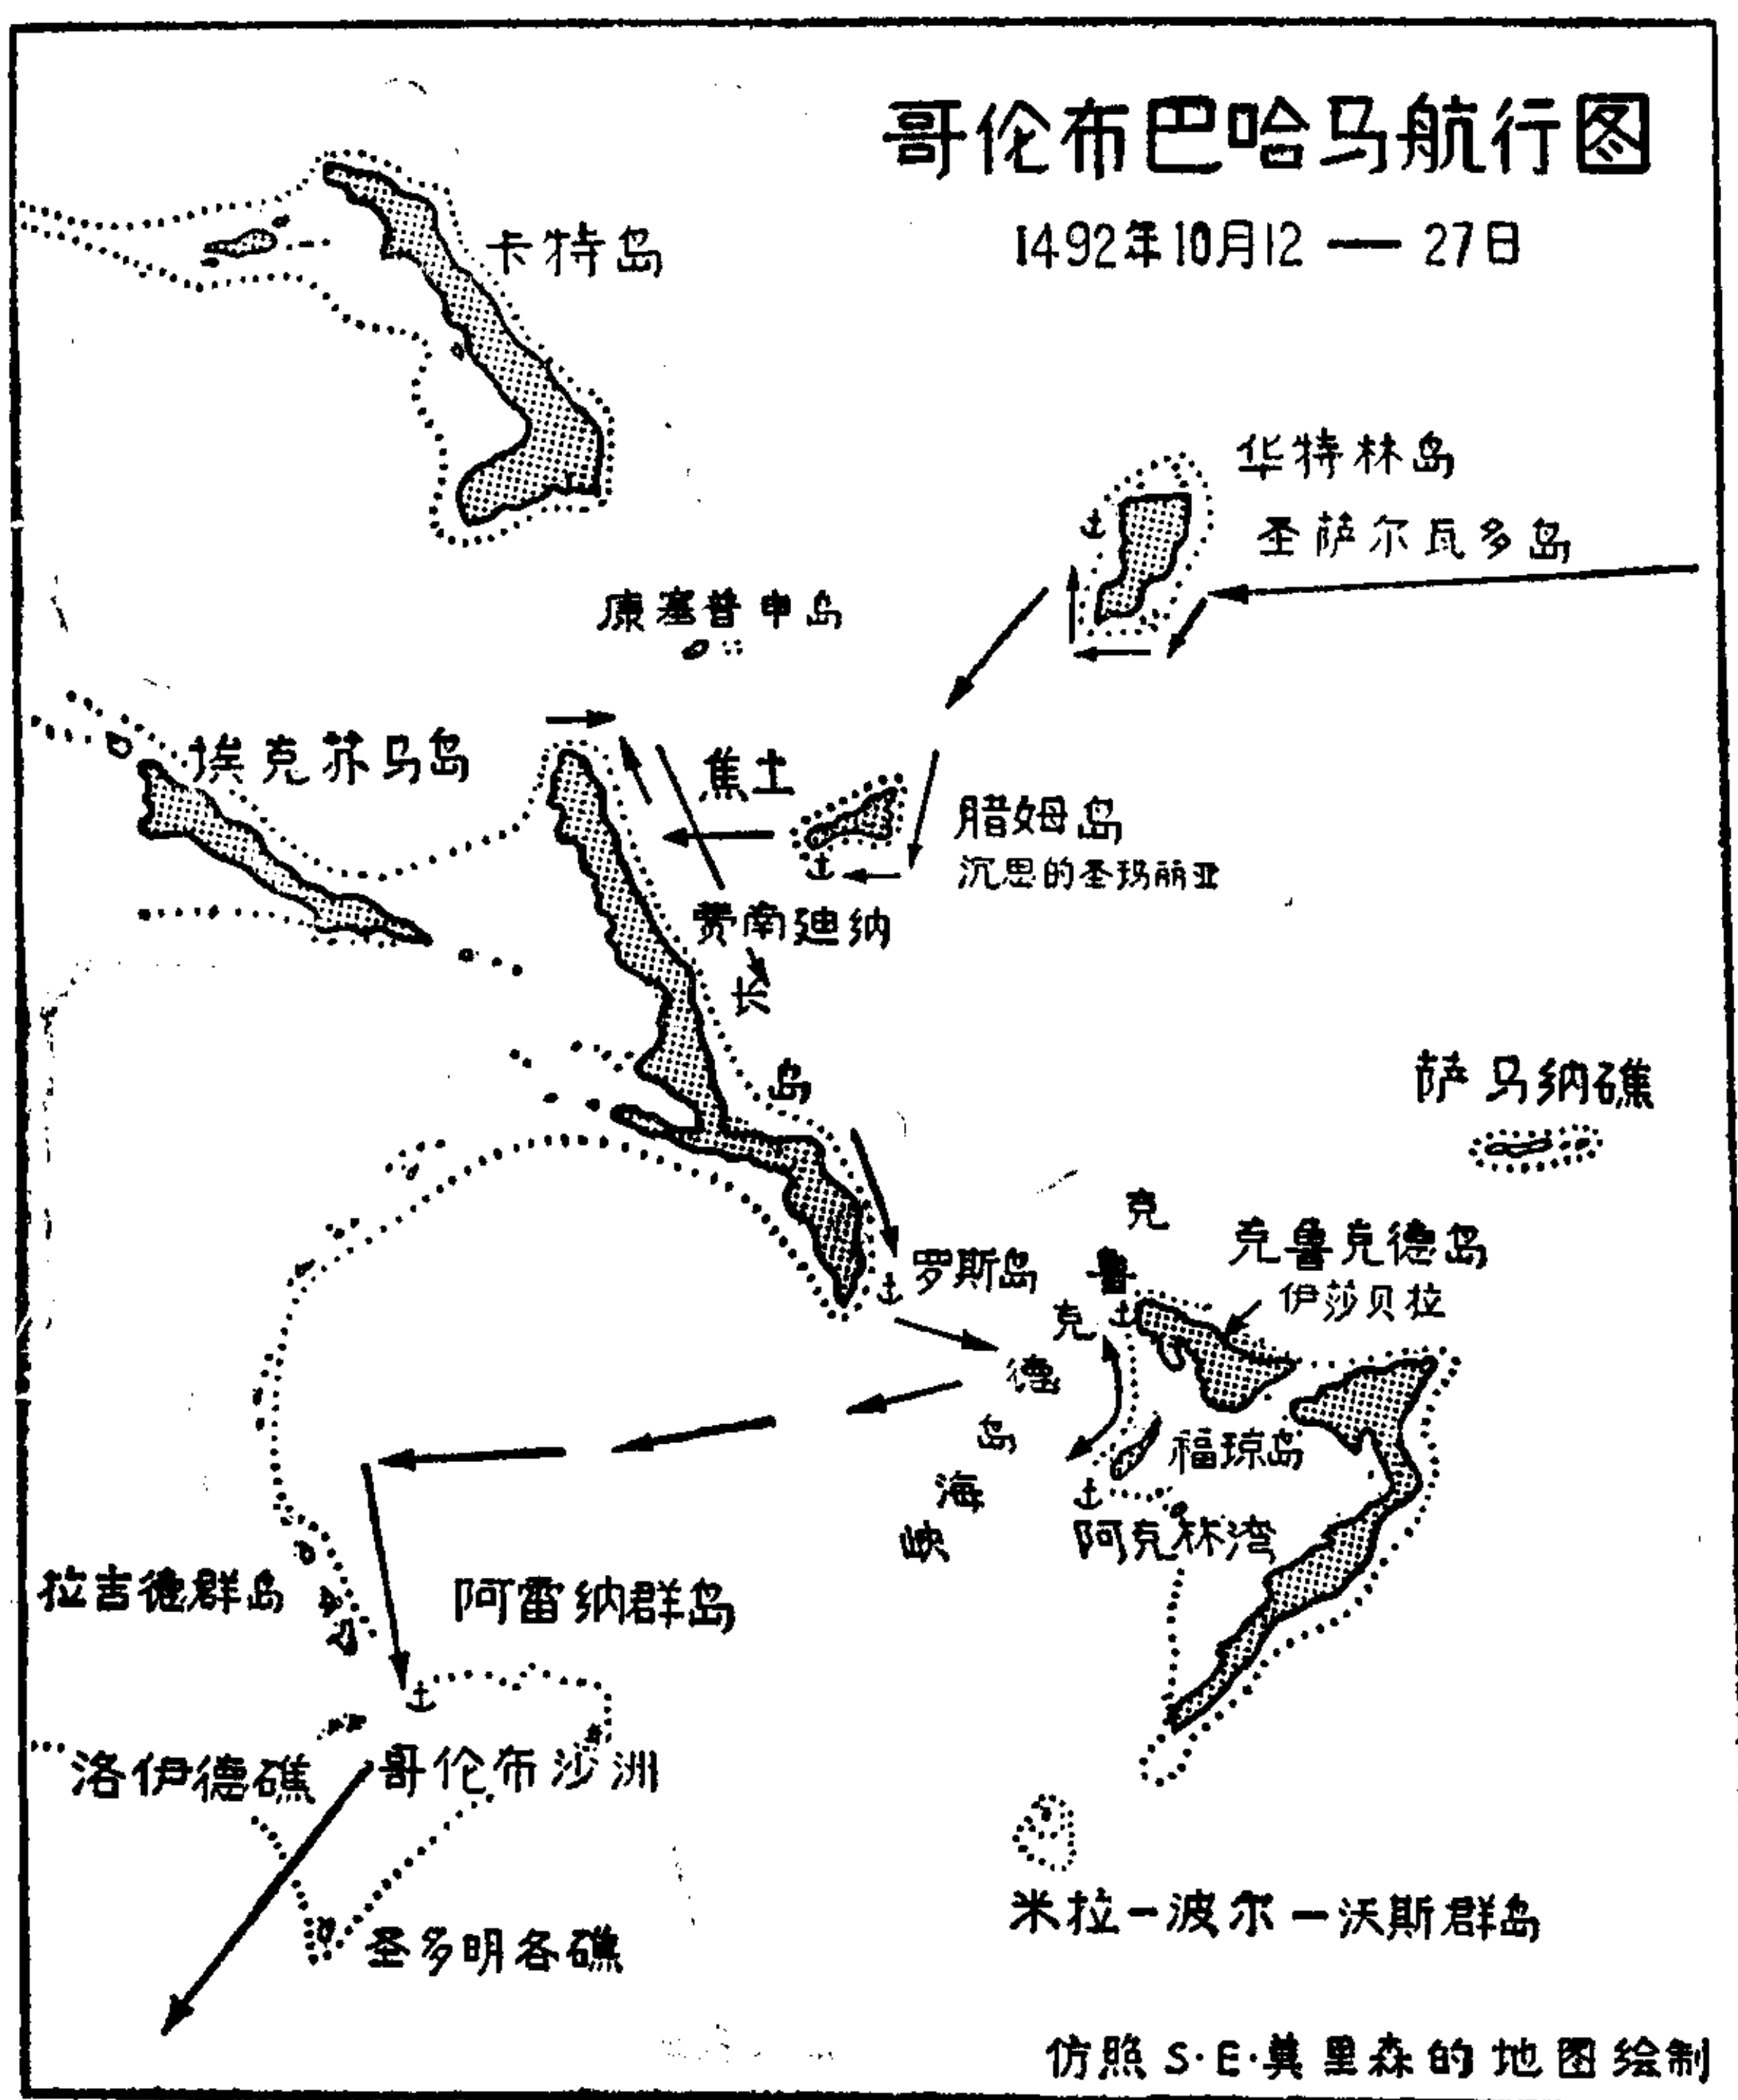 哥伦布巴哈马航行图
1492年10月12 — 27日
卡特岛
华特林岛
圣萨尔瓦多岛
康塞普申岛
埃克苏马岛
焦土
腊姆岛
沉思的圣玛丽亚
费南迪纳
长岛
萨马纳礁
罗斯岛
克鲁克德岛
伊莎贝拉
克鲁克德岛海峡
福琼岛
阿克林湾
拉吉德群岛
阿雷纳群岛
洛伊德礁
哥伦布沙洲
圣多明各礁
米拉-波尔-沃斯群岛
仿照S·E·莫里森的地图绘制